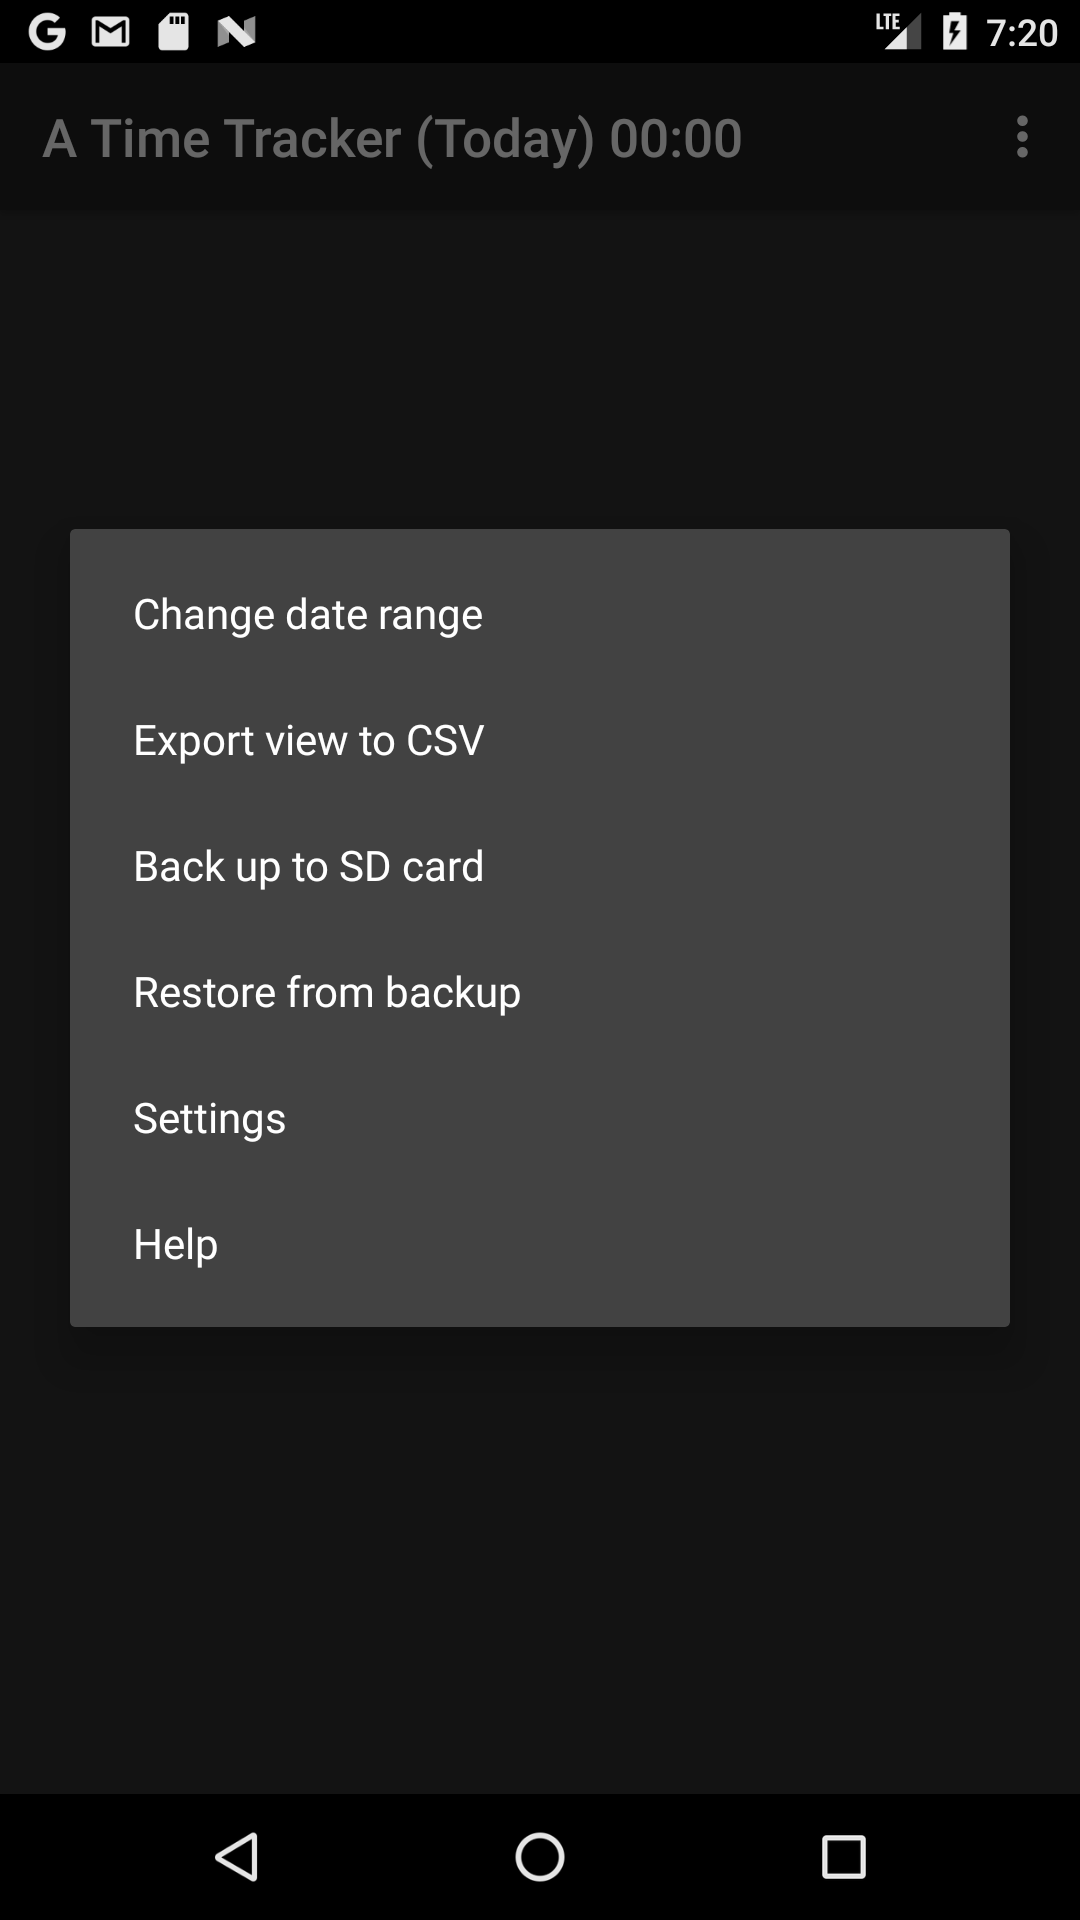 LTE 7:20
A Time Tracker (Today) 00:00
Change date range
Export view to CSV
Back up to SD card
Restore from backup
Settings
Help